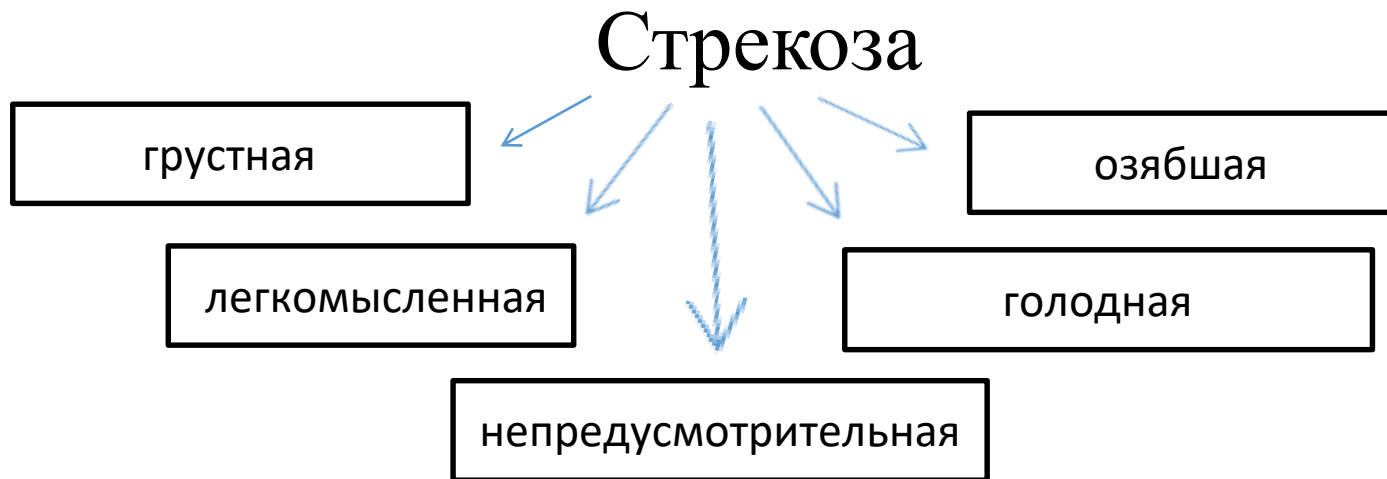 Стрекоза
грустная
озябшая
легкомысленная
голодная
непредусмотрительная